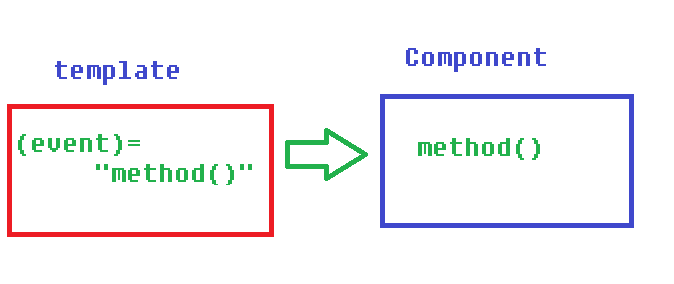 template
(event)=
"method()"
Component
method()